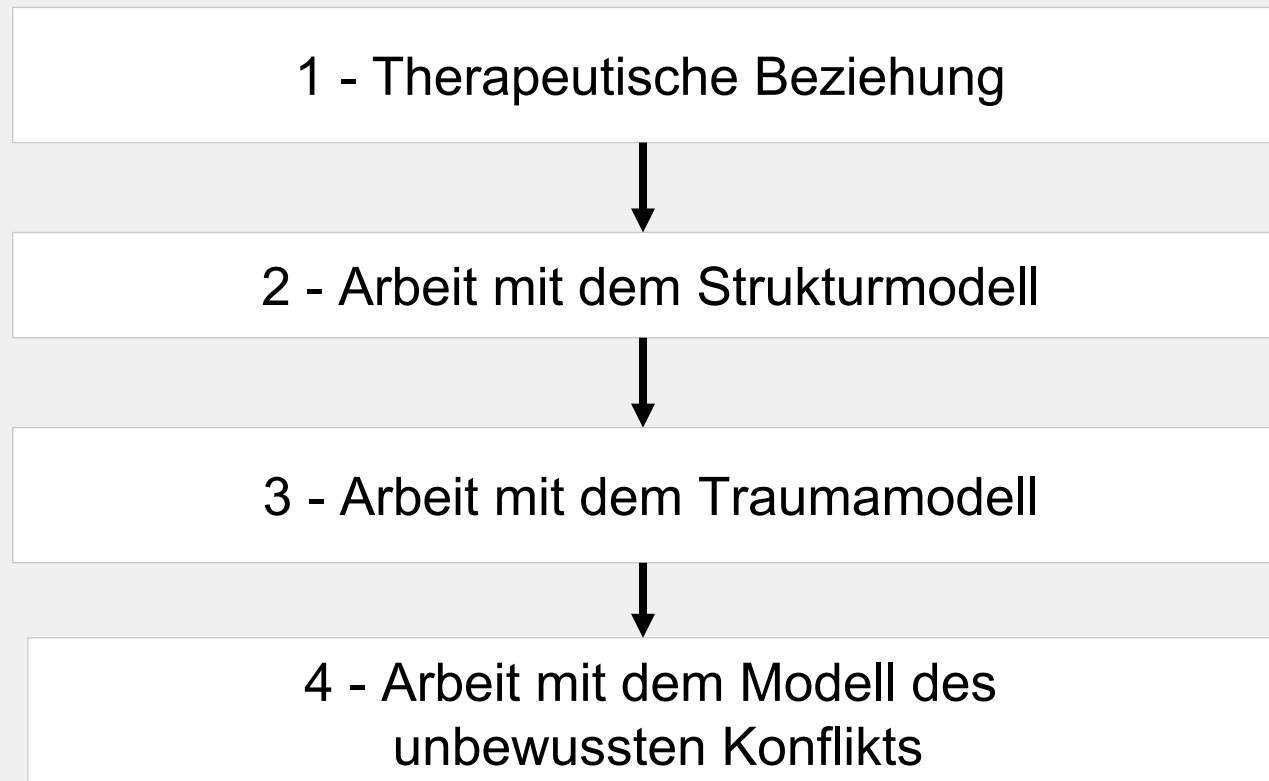 1 - Therapeutische Beziehung
2 - Arbeit mit dem Strukturmodell
3 - Arbeit mit dem Traumamodell
4 - Arbeit mit dem Modell des
unbewussten Konflikts